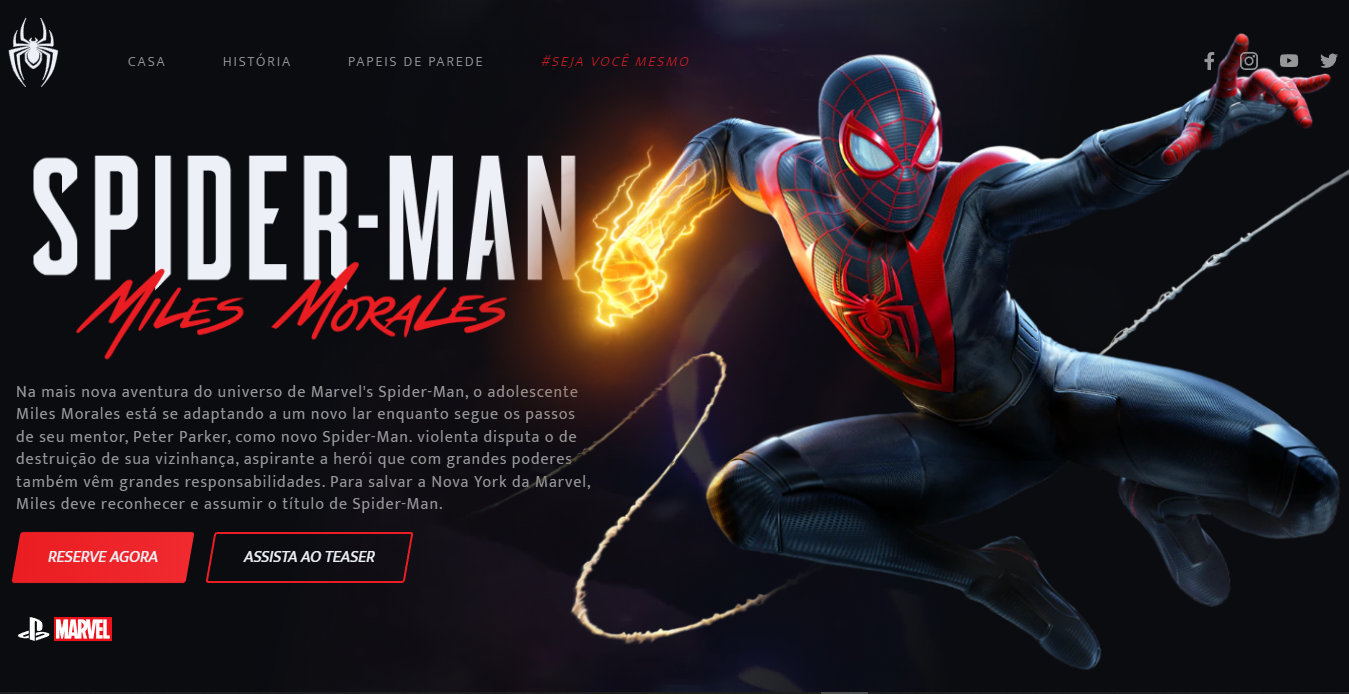 CASA
HISTÓRIA
PAPEIS DE PAREDE
#SEJA VOCÊ MESMO
SPIDER-MAN
MILES MORALES
Na mais nova aventura do universo de Marvel's Spider-Man, o adolescente
Miles Morales está se adaptando a um novo lar enquanto segue os passos
de seu mentor, Peter Parker, como novo Spider-Man. violenta disputa o de
destruição de sua vizinhança, aspirante a herói que com grandes poderes
também vêm grandes responsabilidades. Para salvar a Nova York da Marvel,
Miles deve reconhecer e assumir o título de Spider-Man.
RESERVE AGORA
ASSISTA AO TEASER
MARVEL